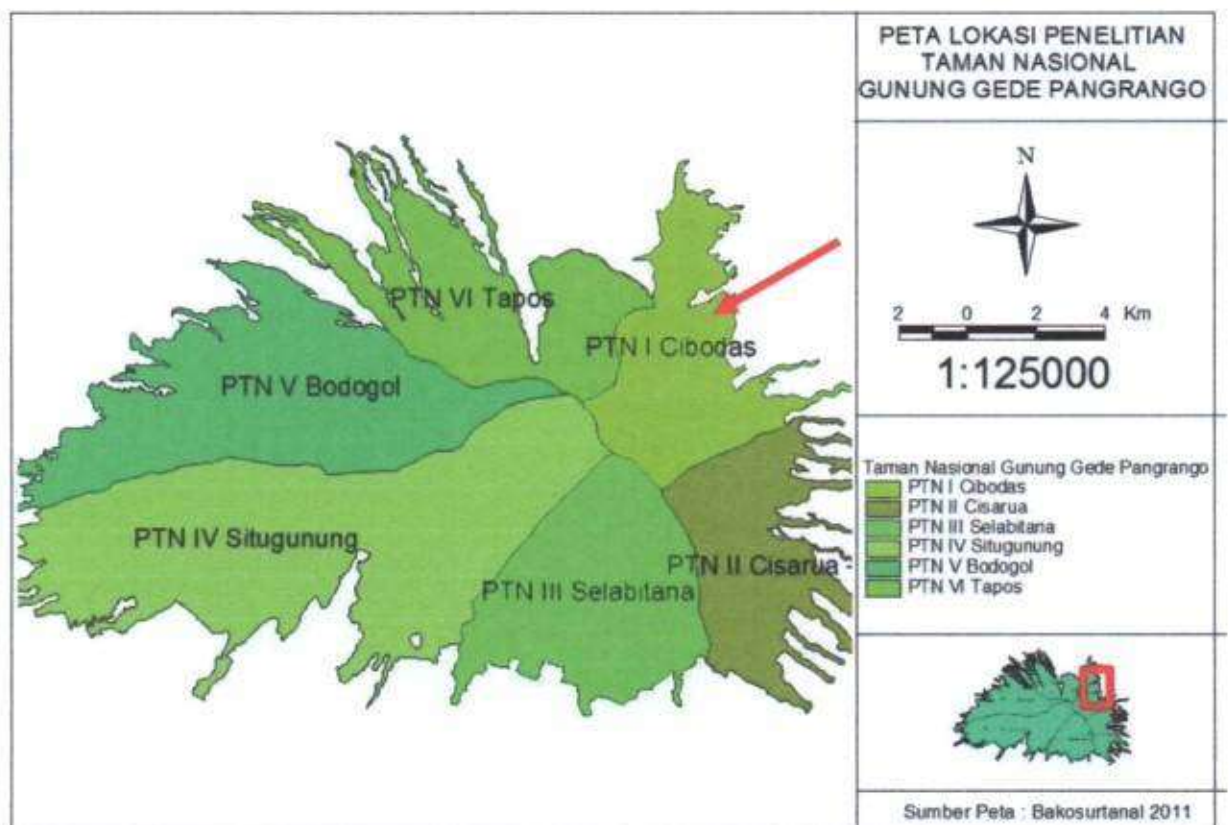 PETA LOKASI PENELITIAN
TAMAN NASIONAL
GUNUNG GEDE PANGRANGO
N
2 0 2 4 Km
1:125000
Taman Nasional Gunung Gede Pangrango
PTN I Cibodas
PTN II Cisarua
PTN III Selabitana
PTN IV Situgunung
PTN V Bodogol
PTN VI Tapos
Sumber Peta : Bakosurtanal 2011
PTN VI Tapos
PTN I Cibodas
PTN V Bodogol
PTN IV Situgunung
PTN II Cisarua
PTN III Selabitana